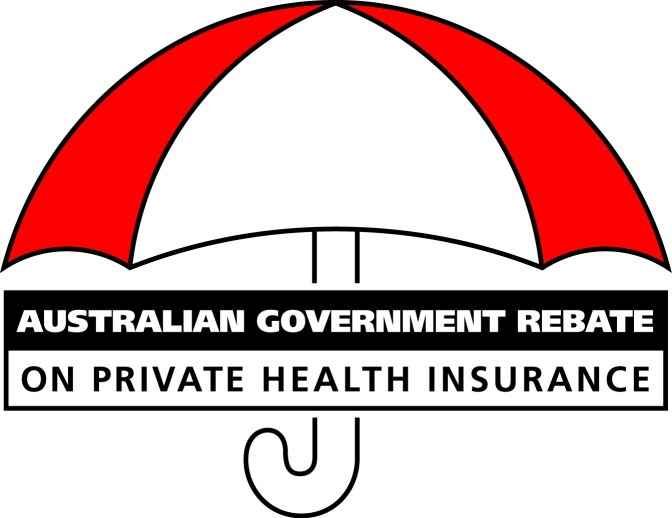 AUSTRALIAN GOVERNMENT REBATE
ON PRIVATE HEALTH INSURANCE